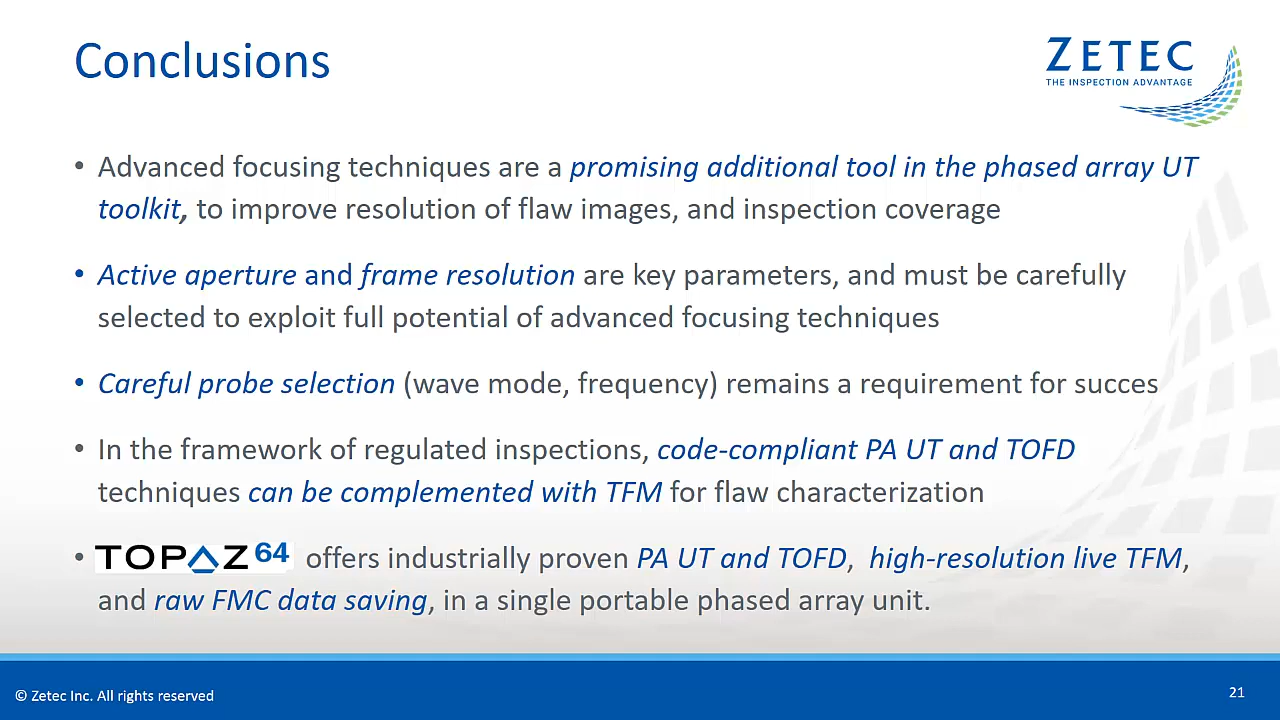 Conclusions
ZETEC
THE INSPECTION ADVANTAGE
• Advanced focusing techniques are a promising additional tool in the phased array UT
toolkit, to improve resolution of flaw images, and inspection coverage
• Active aperture and frame resolution are key parameters, and must be carefully
selected to exploit full potential of advanced focusing techniques
• Careful probe selection (wave mode, frequency) remains a requirement for succes
• In the framework of regulated inspections, code-compliant PA UT and TOFD
techniques can be complemented with TFM for flaw characterization
• TOPAZ64 offers industrially proven PA UT and TOFD, high-resolution live TFM,
and raw FMC data saving, in a single portable phased array unit.
© Zetec Inc. All rights reserved
21